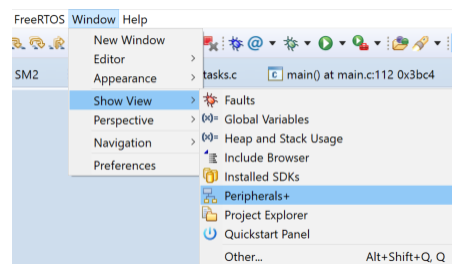 FreeRTOS Window Help
New Window
Editor
SM2
Appearance
tasks.c
main() at main.c:112 0x3bc4
Show View
Faults
Perspective
(x)= Global Variables
(x)= Heap and Stack Usage
Navigation
Include Browser
Preferences
Installed SDKs
Peripherals+
Project Explorer
Quickstart Panel
Other... Alt+Shift+Q, Q